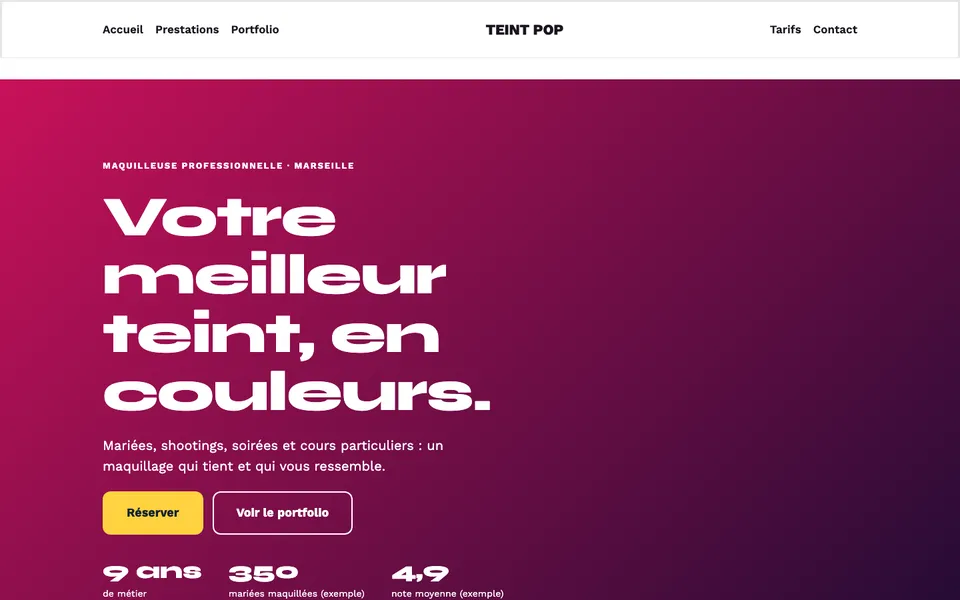 Accueil Prestations Portfolio TEINT POP Tarifs Contact
MAQUILLEUSE PROFESSIONNELLE · MARSEILLE
Votre
meilleur
teint, en
couleurs.
Mariées, shootings, soirées et cours particuliers : un
maquillage qui tient et qui vous ressemble.
Réserver Voir le portfolio
9 ans 350 4,9
de métier mariées maquillées (exemple) note moyenne (exemple)